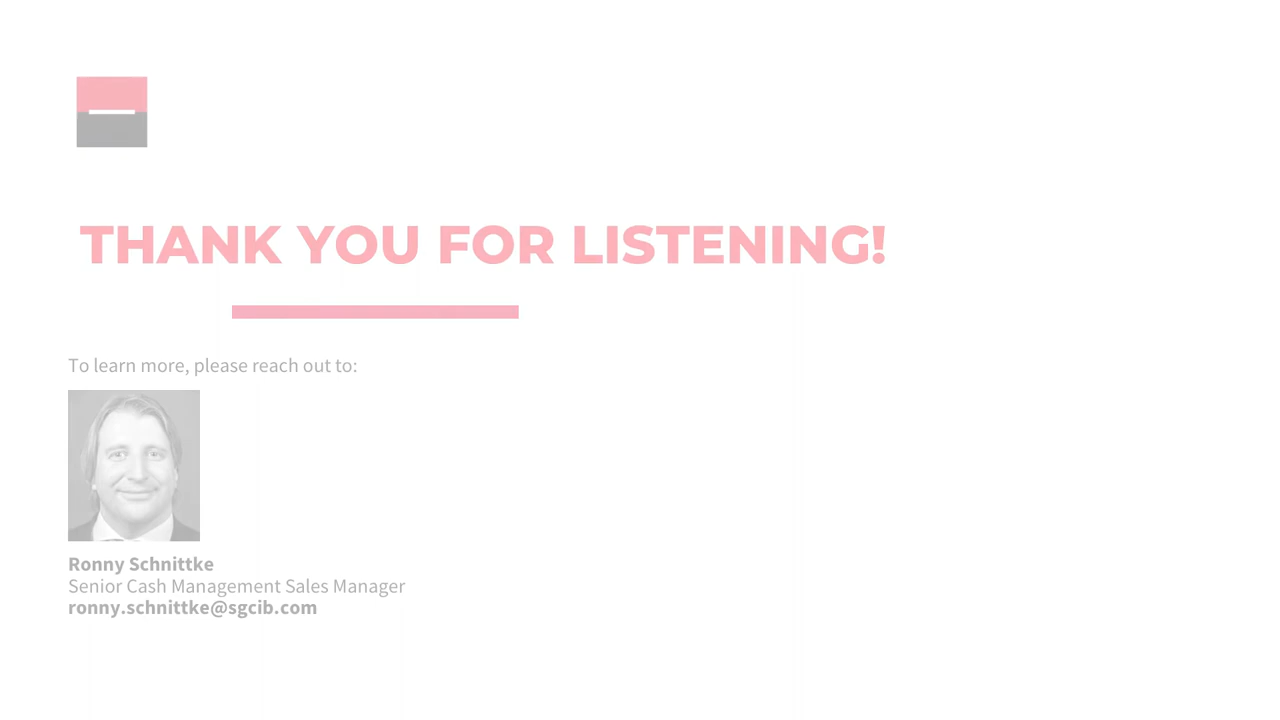 THANK YOU FOR LISTENING!
To learn more, please reach out to:
Ronny Schnittke
Senior Cash Management Sales Manager
ronny.schnittke@sgcib.com